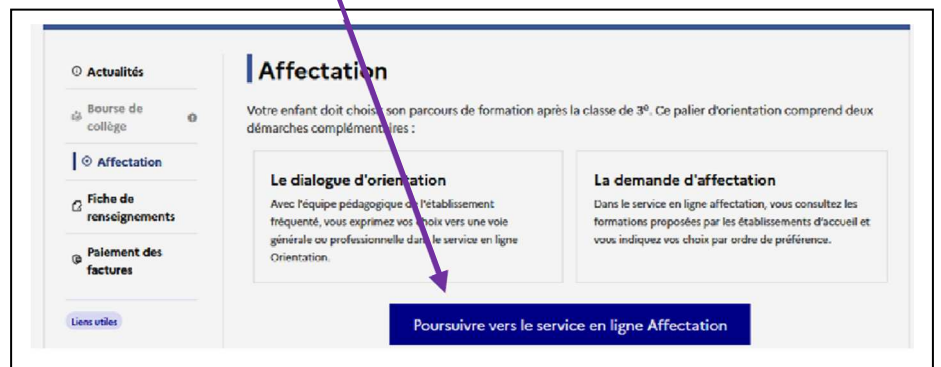 Actualités
Bourse de
collège
Affectation
Fiche de
renseignements
Paiement des
factures
Liens utiles
Affectation
Votre enfant doit choisir son parcours de formation après la classe de 3e. Ce palier d'orientation comprend deux
démarches complémentaires :
Le dialogue d'orientation
Avec l'équipe pédagogique de l'établissement
fréquenté, vous exprimez vos choix vers une voie
générale ou professionnelle dans le service en ligne
Orientation.
La demande d'affectation
Dans le service en ligne affectation, vous consultez les
formations proposées par les établissements d'accueil et
vous indiquez vos choix par ordre de préférence.
Poursuivre vers le service en ligne Affectation